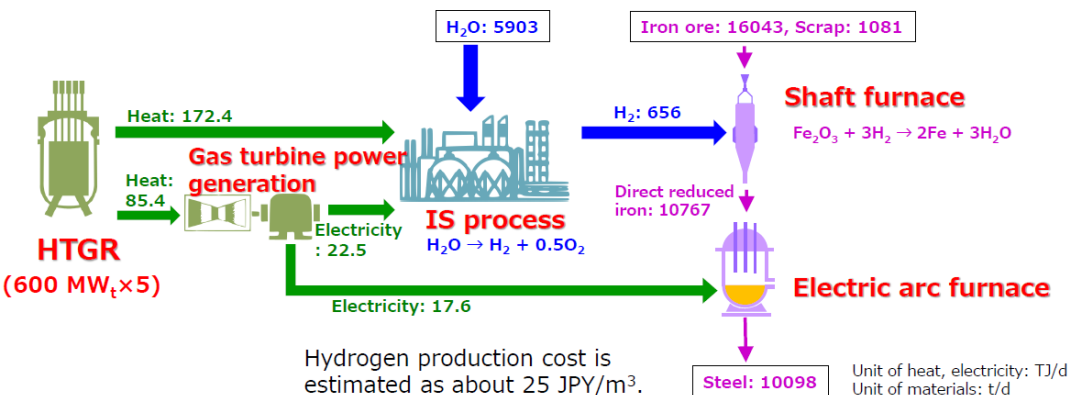 H₂O: 5903
Iron ore: 16043, Scrap: 1081
Heat: 172.4
H₂: 656
Shaft furnace
Fe₂O₃ + 3H₂ → 2Fe + 3H₂O
Gas turbine power
generation
Heat:
85.4
Direct reduced
iron: 10767
IS process
H₂O → H₂ + 0.5O₂
Electricity
: 22.5
HTGR
(600 MWₜ×5)
Electricity: 17.6
Electric arc furnace
Hydrogen production cost is
estimated as about 25 JPY/m³.
Steel: 10098
Unit of heat, electricity: TJ/d
Unit of materials: t/d